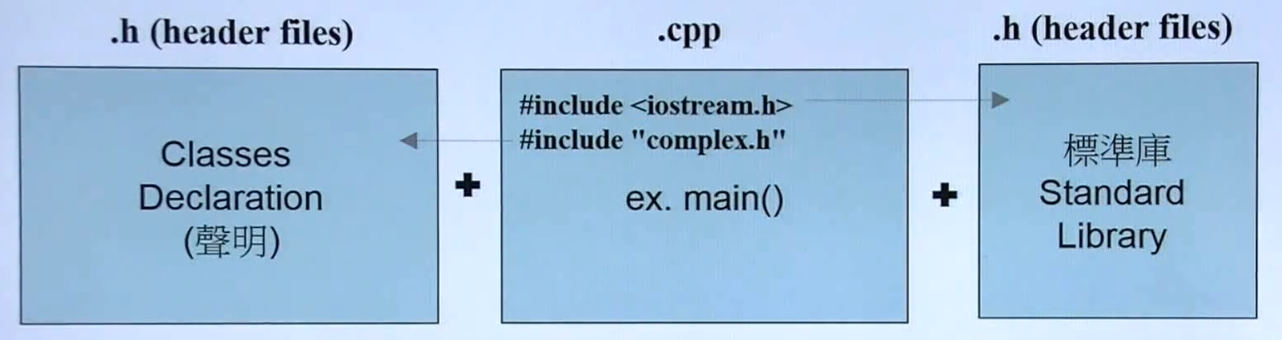 .h (header files)
Classes
Declaration
(聲明)
.cpp
#include <iostream.h>
#include "complex.h"
ex. main()
.h (header files)
標準庫
Standard
Library